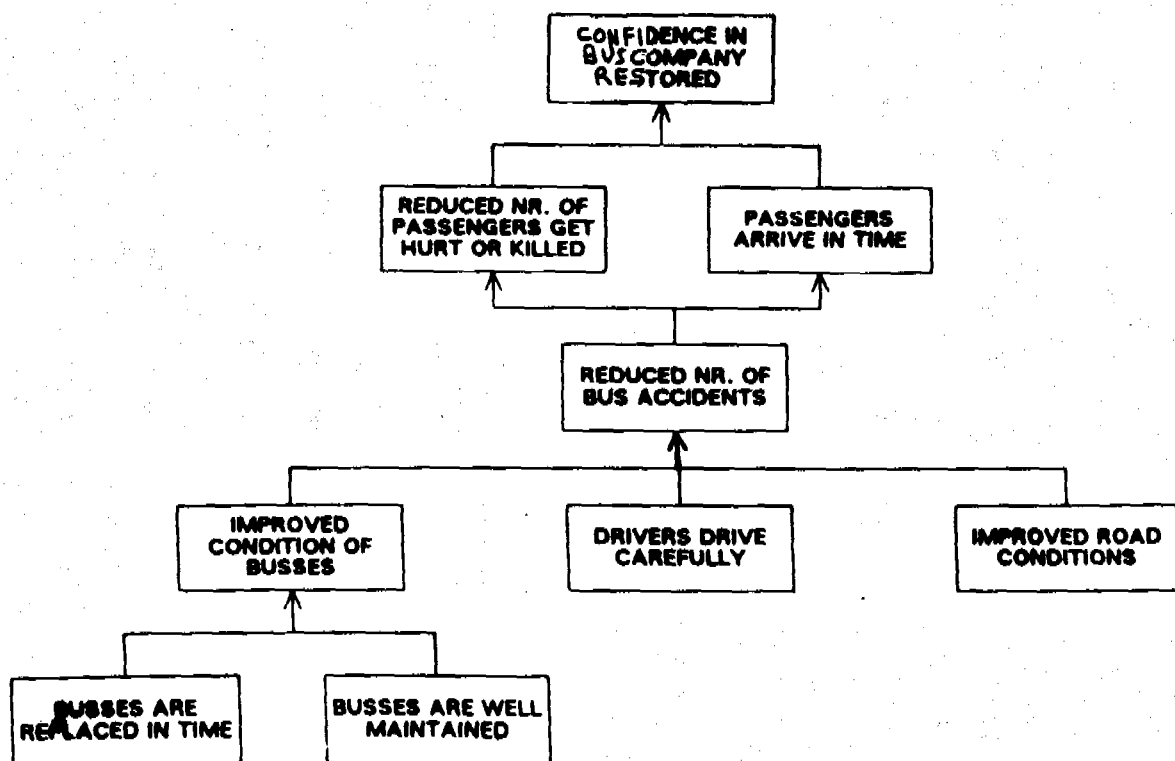 CONFIDENCE IN
BUS COMPANY
RESTORED
REDUCED NR. OF
PASSENGERS GET
HURT OR KILLED
PASSENGERS
ARRIVE IN TIME
REDUCED NR. OF
BUS ACCIDENTS
IMPROVED
CONDITION OF
BUSSES
DRIVERS DRIVE
CAREFULLY
IMPROVED ROAD
CONDITIONS
BUSSES ARE
REPLACED IN TIME
BUSSES ARE WELL
MAINTAINED